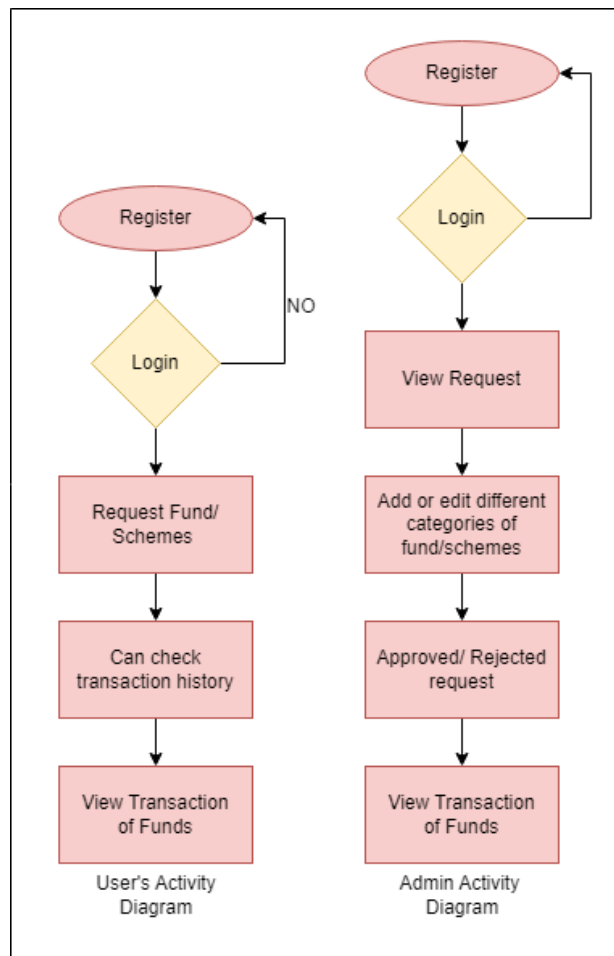 Register
Login
NO
Request Fund/
Schemes
Can check
transaction history
View Transaction
of Funds
User's Activity
Diagram
Register
Login
View Request
Add or edit different
categories of
fund/schemes
Approved/ Rejected
request
View Transaction
of Funds
Admin Activity
Diagram